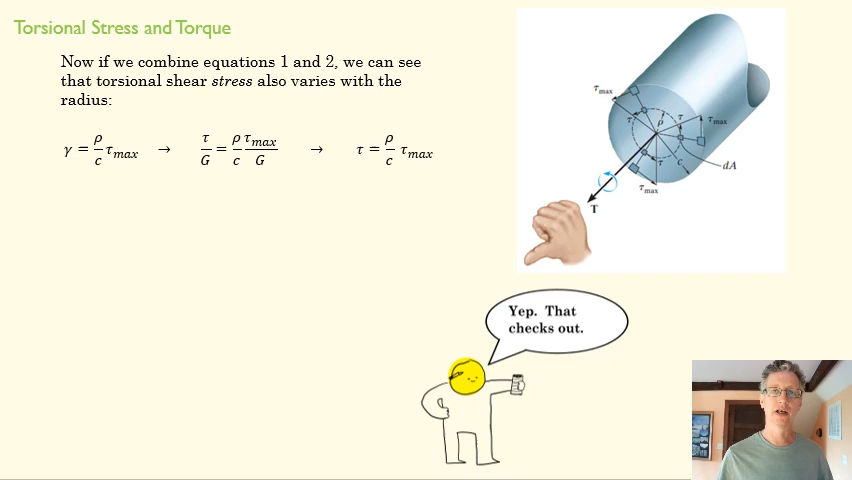 Torsional Stress and Torque
Now if we combine equations 1 and 2, we can see
that torsional shear stress also varies with the
radius:
γ = ρ/c τmax → τ/G = ρ/c τmax/G → τ = ρ/c τmax
τmax
τ
ρ
τ
τmax
τ
c
dA
τmax
T
Yep. That
checks out.